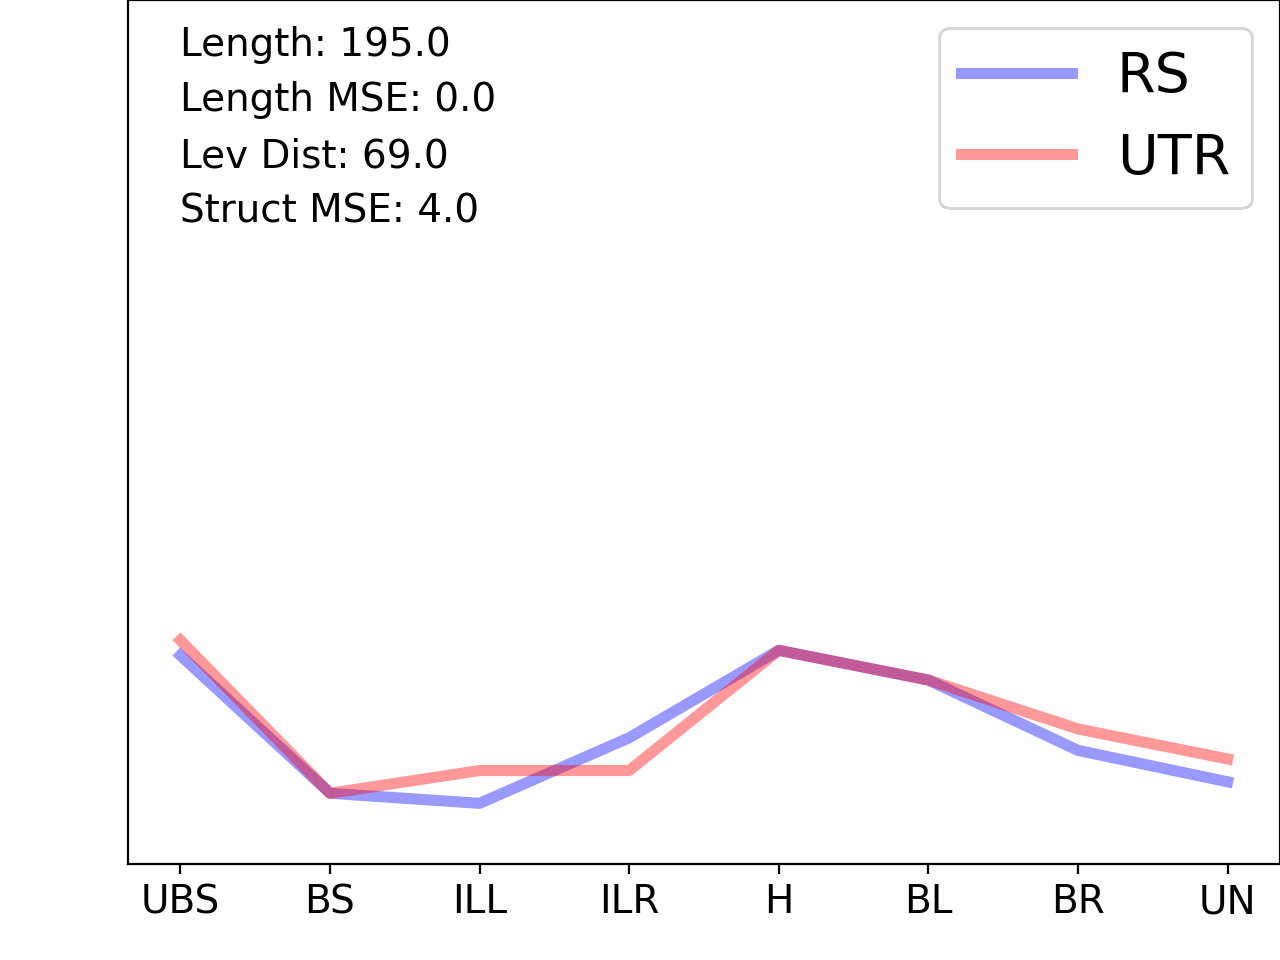 Length: 195.0
Length MSE: 0.0
Lev Dist: 69.0
Struct MSE: 4.0
RS
UTR
UBS BS ILL ILR H BL BR UN